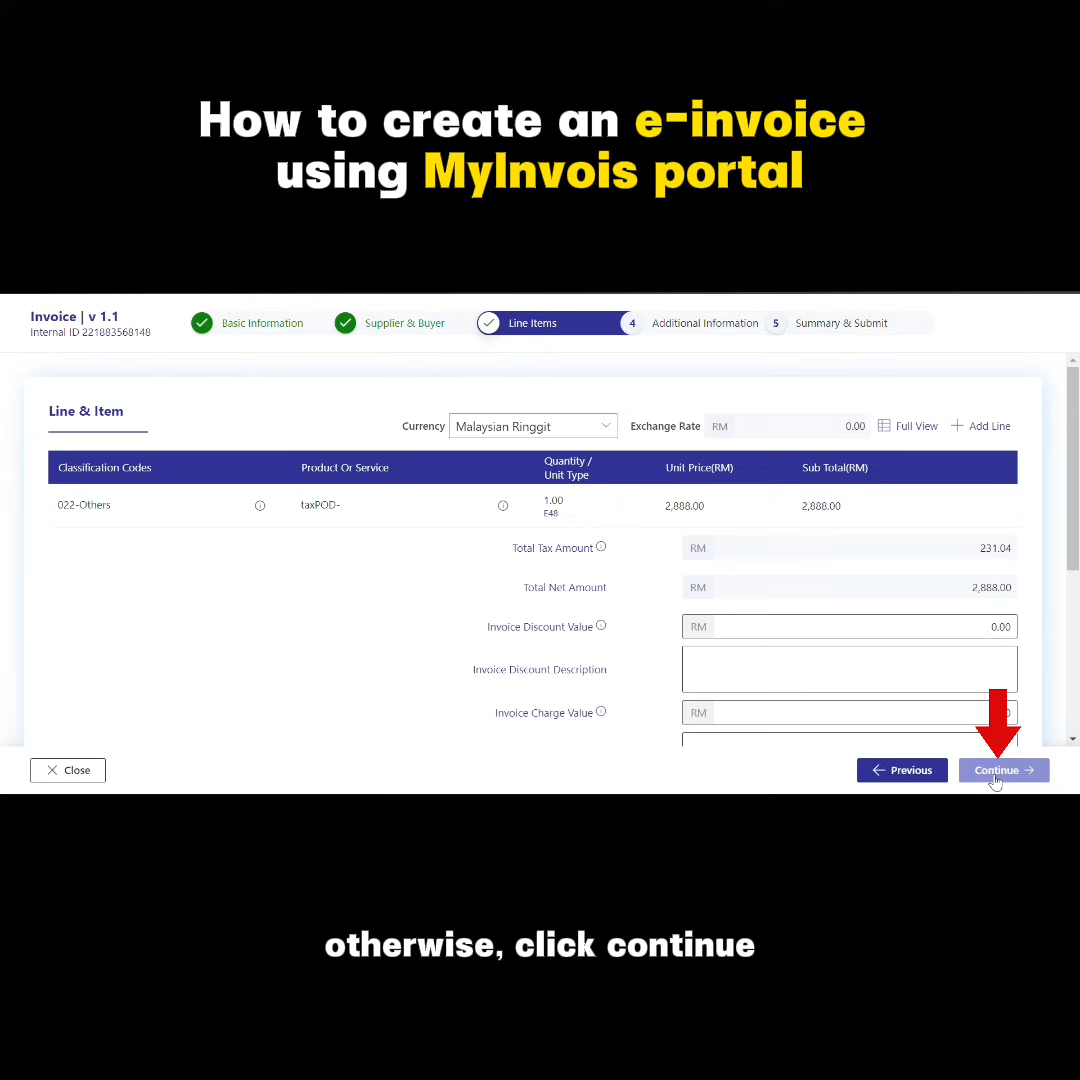 How to create an e-invoice
using MyInvois portal
Invoice | v 1.1
Internal ID 221883568148
Basic Information
Supplier & Buyer
Line Items
4 Additional Information
5 Summary & Submit
Line & Item
Currency Malaysian Ringgit Exchange Rate RM 0.00 Full View Add Line
Classification Codes Product Or Service Quantity / Unit Type Unit Price(RM) Sub Total(RM)
022-Others taxPOD- 1.00 2,888.00 2,888.00
E48
Total Tax Amount RM 231.04
Total Net Amount RM 2,888.00
Invoice Discount Value RM 0.00
Invoice Discount Description
Invoice Charge Value RM
Close Previous Continue
otherwise, click continue